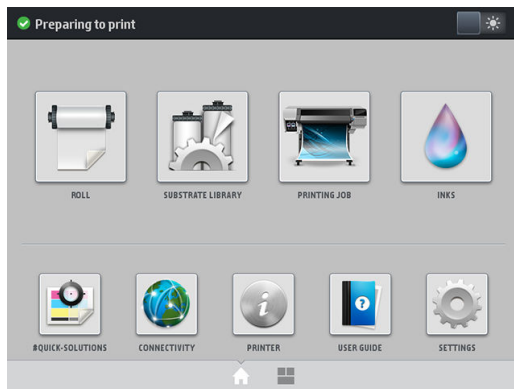 Preparing to print
ROLL
SUBSTRATE LIBRARY
PRINTING JOB
INKS
#QUICK-SOLUTIONS
CONNECTIVITY
PRINTER
USER GUIDE
SETTINGS